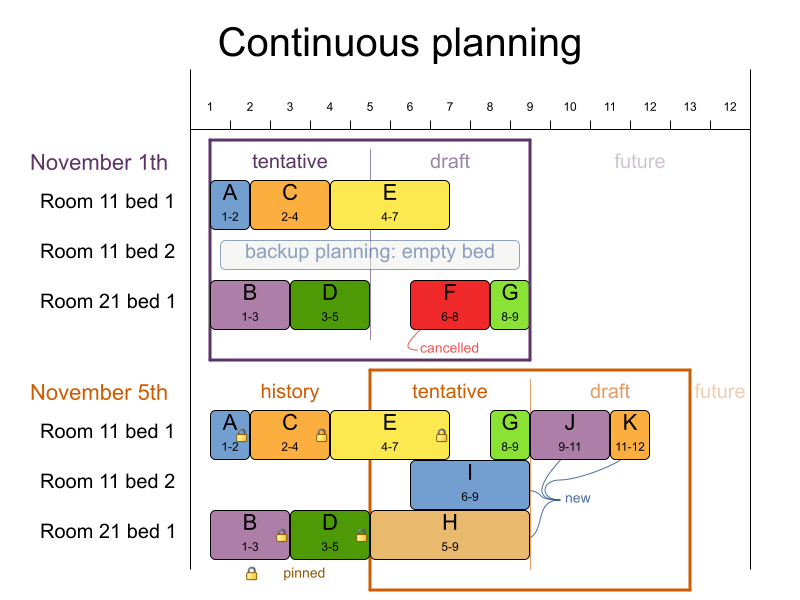 Continuous planning
1 2 3 4 5 6 7 8 9 10 11 12 13 12
November 1th tentative draft future
Room 11 bed 1 A C E
1-2 2-4 4-7
Room 11 bed 2 backup planning: empty bed
Room 21 bed 1 B D F G
1-3 3-5 6-8 8-9
cancelled
November 5th history tentative draft future
Room 11 bed 1 A C E G J K
1-2 2-4 4-7 8-9 9-11 11-12
Room 11 bed 2 I
6-9 new
Room 21 bed 1 B D H
1-3 3-5 5-9
pinned